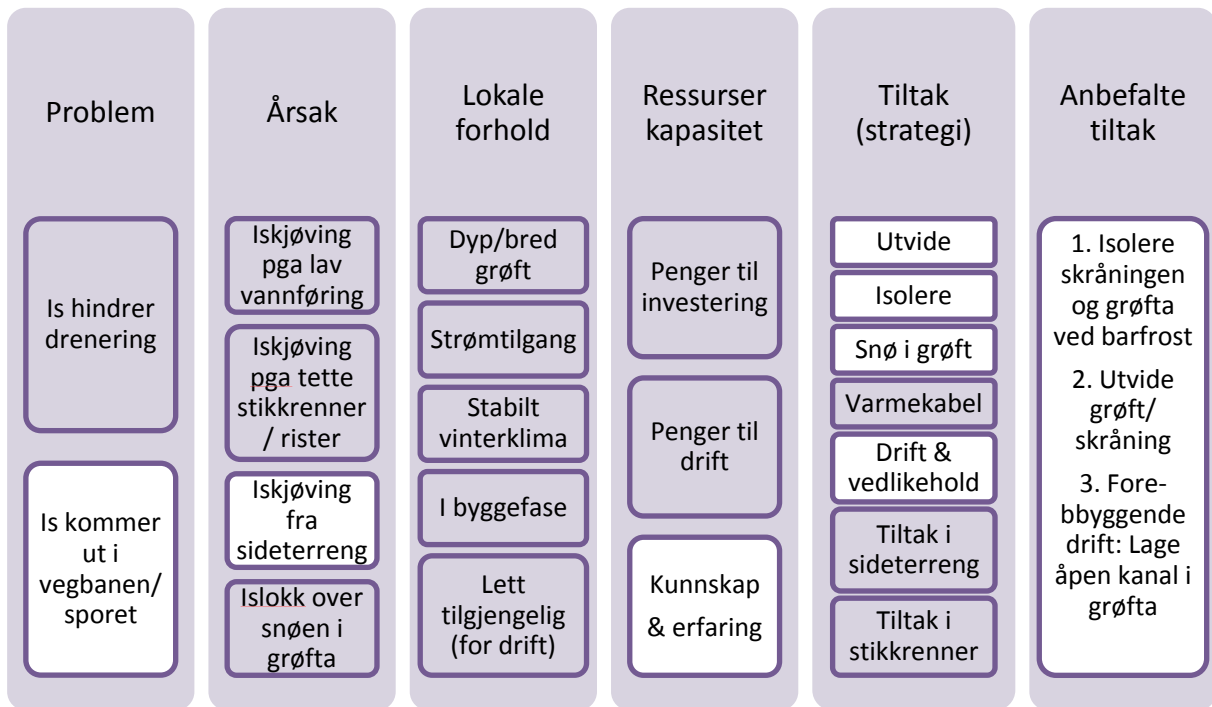 Problem
Is hindrer
drenering
Is kommer
ut i
vegbanen/
sporet
Årsak
Iskjøving
pga lav
vannføring
Iskjøving
pga tette
stikkrenner
/ rister
Iskjøving
fra
sideterreng
Islokk over
snøen i
grøfta
Lokale
forhold
Dyp/bred
grøft
Strømtilgang
Stabilt
vinterklima
I byggefase
Lett
tilgjengelig
(for drift)
Ressurser
kapasitet
Penger til
investering
Penger til
drift
Kunnskap
& erfaring
Tiltak
(strategi)
Utvide
Isolere
Snø i grøft
Varmekabel
Drift &
vedlikehold
Tiltak i
sideterreng
Tiltak i
stikkrenner
Anbefalte
tiltak
1. Isolere
skråningen
og grøfta
ved barfrost
2. Utvide
grøft/
skråning
3. Fore-
bbyggende
drift: Lage
åpen kanal i
grøfta